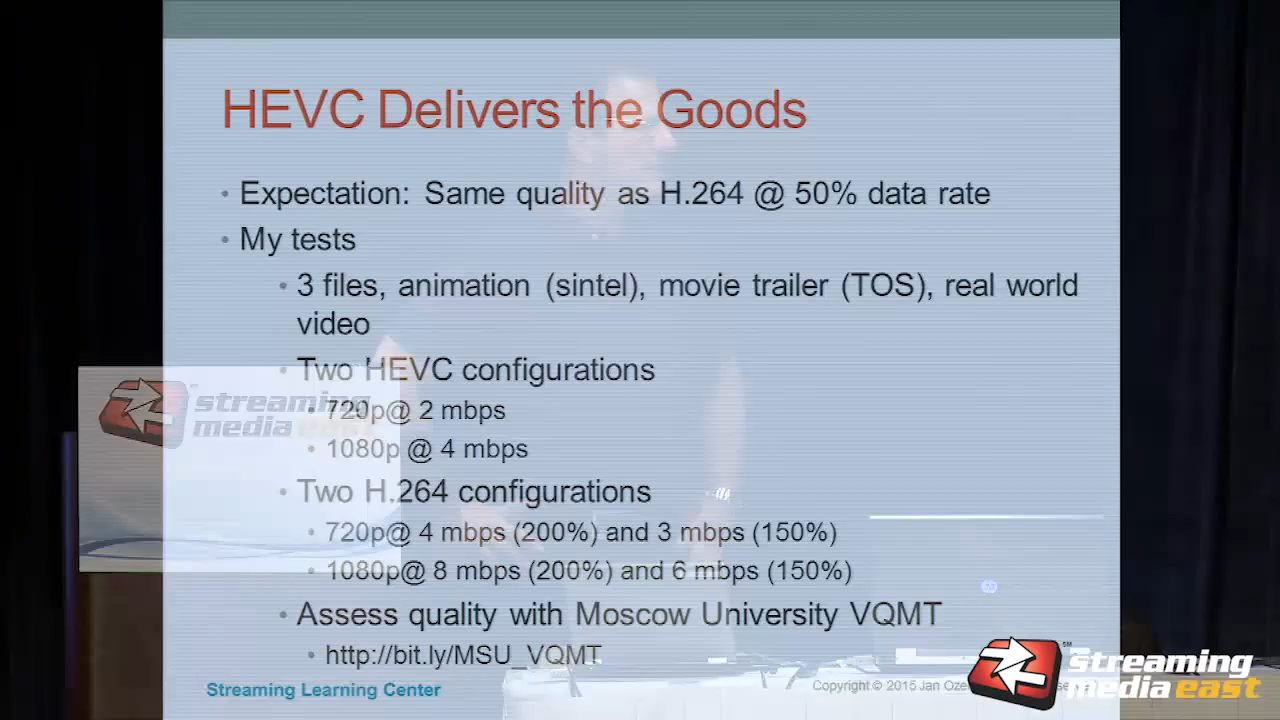 HEVC Delivers the Goods
• Expectation: Same quality as H.264 @ 50% data rate
• My tests
• 3 files, animation (sintel), movie trailer (TOS), real world
video
• Two HEVC configurations
• 720p@ 2 mbps
• 1080p @ 4 mbps
• Two H.264 configurations
• 720p@ 4 mbps (200%) and 3 mbps (150%)
• 1080p@ 8 mbps (200%) and 6 mbps (150%)
• Assess quality with Moscow University VQMT
• http://bit.ly/MSU_VQMT
streaming
media east
Streaming Learning Center
Copyright © 2015 Jan
streaming
media east
SM